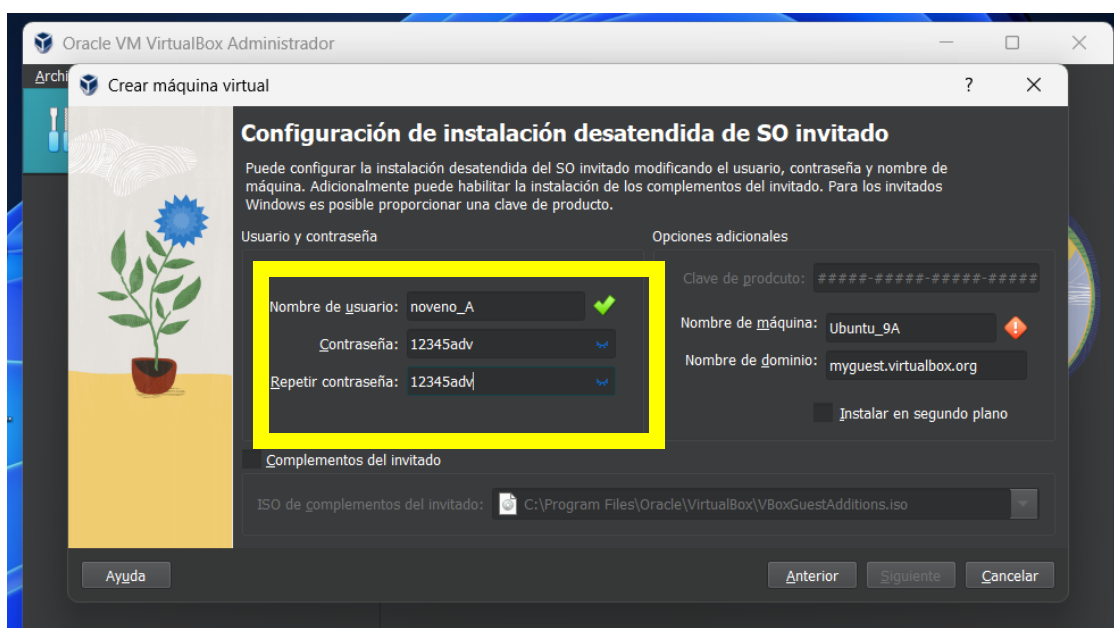 Oracle VM VirtualBox Administrador
Archi
Crear máquina virtual
?
Configuración de instalación desatendida de SO invitado
Puede configurar la instalación desatendida del SO invitado modificando el usuario, contraseña y nombre de
máquina. Adicionalmente puede habilitar la instalación de los complementos del invitado. Para los invitados
Windows es posible proporcionar una clave de producto.
Usuario y contraseña
Nombre de usuario: noveno_A
Contraseña: 12345adv
Repetir contraseña: 12345adv
Opciones adicionales
Clave de prodcuto: #####-#####-#####-#####
Nombre de máquina: Ubuntu_9A
Nombre de dominio: myguest.virtualbox.org
Instalar en segundo plano
Complementos del invitado
ISO de complementos del invitado: C:\Program Files\Oracle\VirtualBox\VBoxGuestAdditions.iso
Ayuda
Anterior
Siguiente
Cancelar